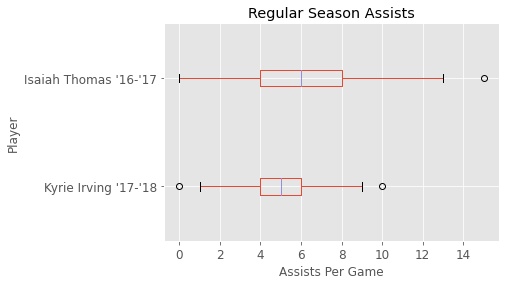 Regular Season Assists
Isaiah Thomas '16-'17
Player
Kyrie Irving '17-'18
0 2 4 6 8 10 12 14
Assists Per Game